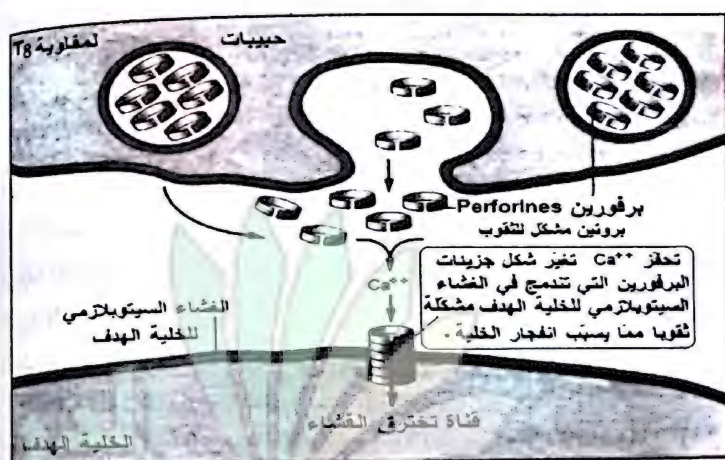 حبيبات
لمفاوية T8
برفورين Perforines
بروتين مشكل للثقوب
تحفز Ca++ تغير شكل جزيئات
البرفورين التي تندمج في الغشاء
السيتوبلازمي للخلية الهدف مشكلة
ثقوبا مما يسبب انفجار الخلية .
Ca++
الغشاء السيتوبلازمي
للخلية الهدف
قناة تخترق الغشاء
الخلية الهدف